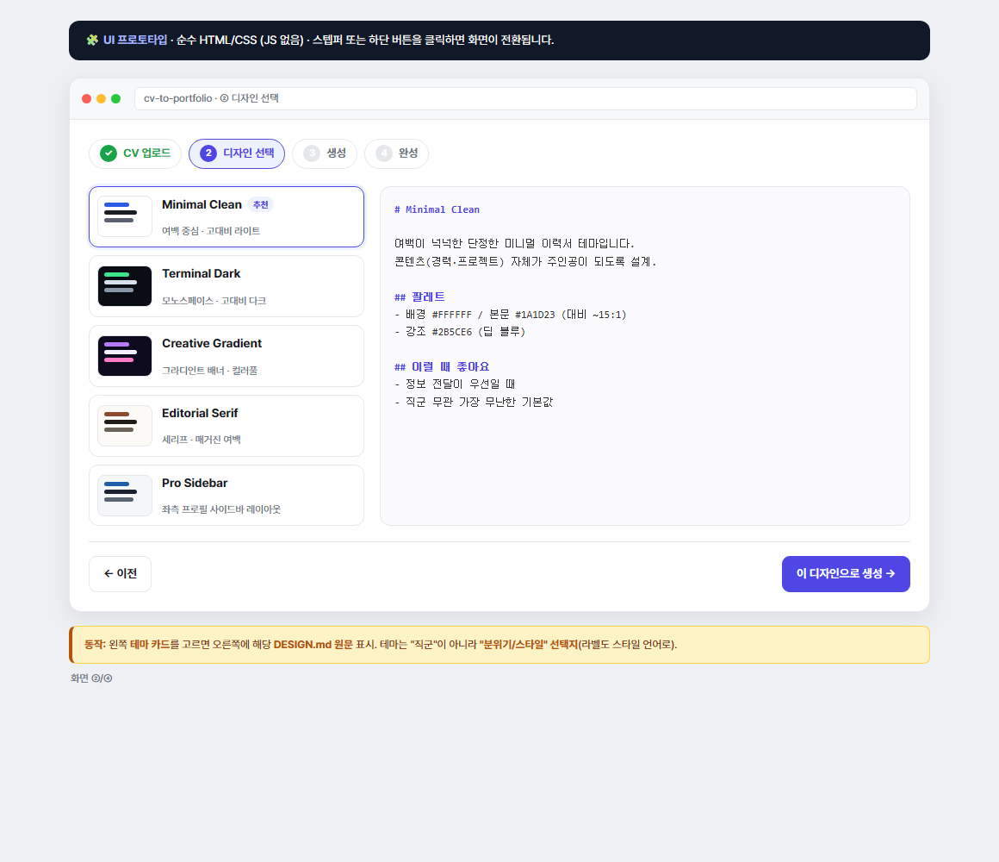 🧩 UI 프로토타입 · 순수 HTML/CSS (JS 없음) · 스텝퍼 또는 하단 버튼을 클릭하면 화면이 전환됩니다.
cv-to-portfolio · ② 디자인 선택
✓ CV 업로드
2 디자인 선택
3 생성
4 완성
Minimal Clean 추천
여백 중심 · 고대비 라이트
Terminal Dark
모노스페이스 · 고대비 다크
Creative Gradient
그라디언트 배너 · 컬러풀
Editorial Serif
세리프 · 매거진 여백
Pro Sidebar
좌측 프로필 사이드바 레이아웃
# Minimal Clean
여백이 넉넉한 단정한 미니멀 이력서 테마입니다.
콘텐츠(경력·프로젝트) 자체가 주인공이 되도록 설계.
## 팔레트
- 배경 #FFFFFF / 본문 #1A1D23 (대비 ~15:1)
- 강조 #2B5CE6 (딥 블루)
## 이럴 때 좋아요
- 정보 전달이 우선일 때
- 직군 무관 가장 무난한 기본값
← 이전
이 디자인으로 생성 →
동작: 왼쪽 테마 카드를 고르면 오른쪽에 해당 DESIGN.md 원문 표시. 테마는 "직군"이 아니라 "분위기/스타일" 선택지(라벨도 스타일 언어로).
화면 ②/④